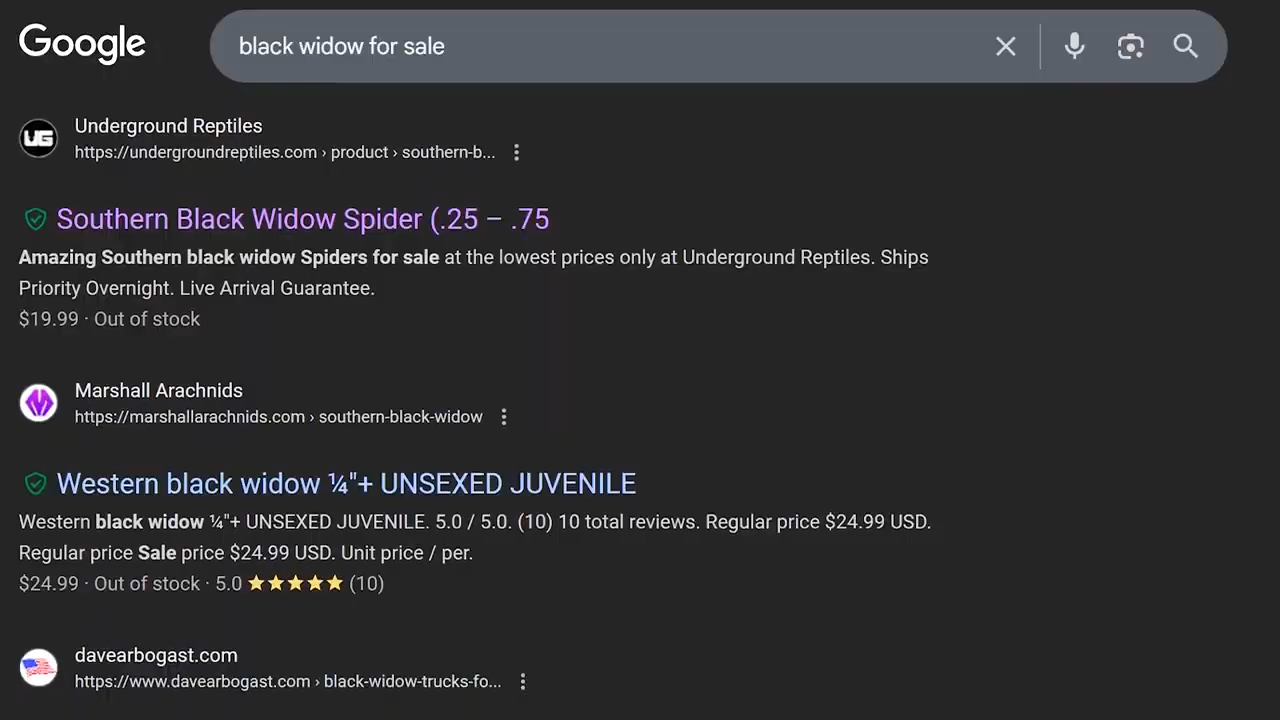 Google
black widow for sale
UG
Underground Reptiles
https://undergroundreptiles.com › product › southern-b...
Southern Black Widow Spider (.25 – .75
Amazing Southern black widow Spiders for sale at the lowest prices only at Underground Reptiles. Ships
Priority Overnight. Live Arrival Guarantee.
$19.99 · Out of stock
Marshall Arachnids
https://marshallarachnids.com › southern-black-widow
Western black widow ¼"+ UNSEXED JUVENILE
Western black widow ¼"+ UNSEXED JUVENILE. 5.0 / 5.0. (10) 10 total reviews. Regular price $24.99 USD.
Regular price Sale price $24.99 USD. Unit price / per.
$24.99 · Out of stock · 5.0 ★★★★★ (10)
davearbogast.com
https://www.davearbogast.com › black-widow-trucks-fo...